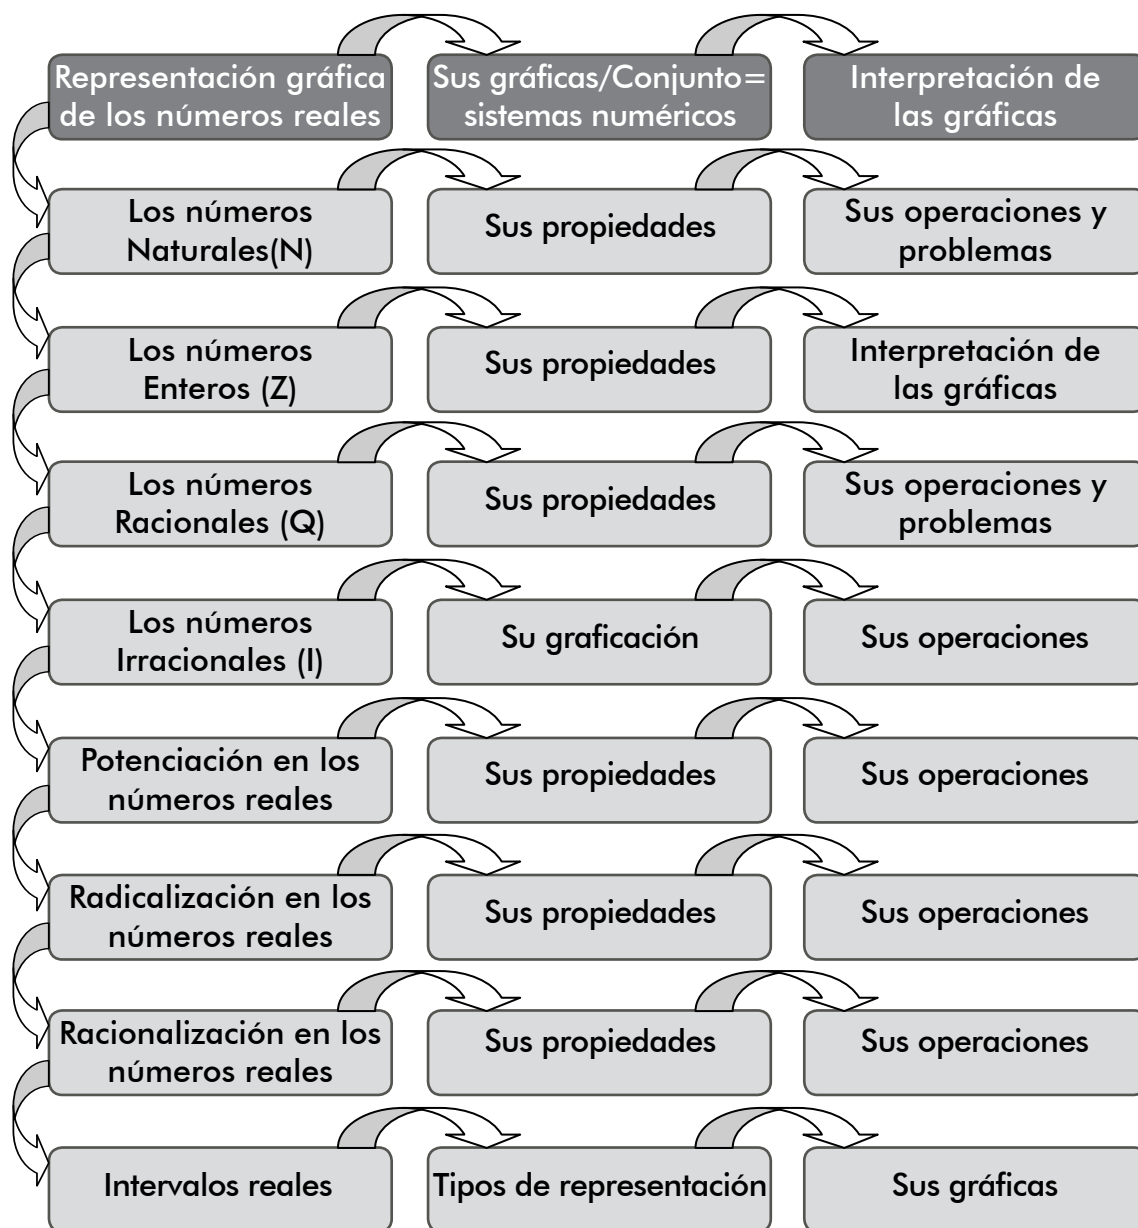 Representación gráfica
de los números reales
Sus gráficas/Conjunto=
sistemas numéricos
Interpretación de
las gráficas
Los números
Naturales(N)
Sus propiedades
Sus operaciones y
problemas
Los números
Enteros (Z)
Sus propiedades
Interpretación de
las gráficas
Los números
Racionales (Q)
Sus propiedades
Sus operaciones y
problemas
Los números
Irracionales (I)
Su graficación
Sus operaciones
Potenciación en los
números reales
Sus propiedades
Sus operaciones
Radicalización en los
números reales
Sus propiedades
Sus operaciones
Racionalización en los
números reales
Sus propiedades
Sus operaciones
Intervalos reales
Tipos de representación
Sus gráficas